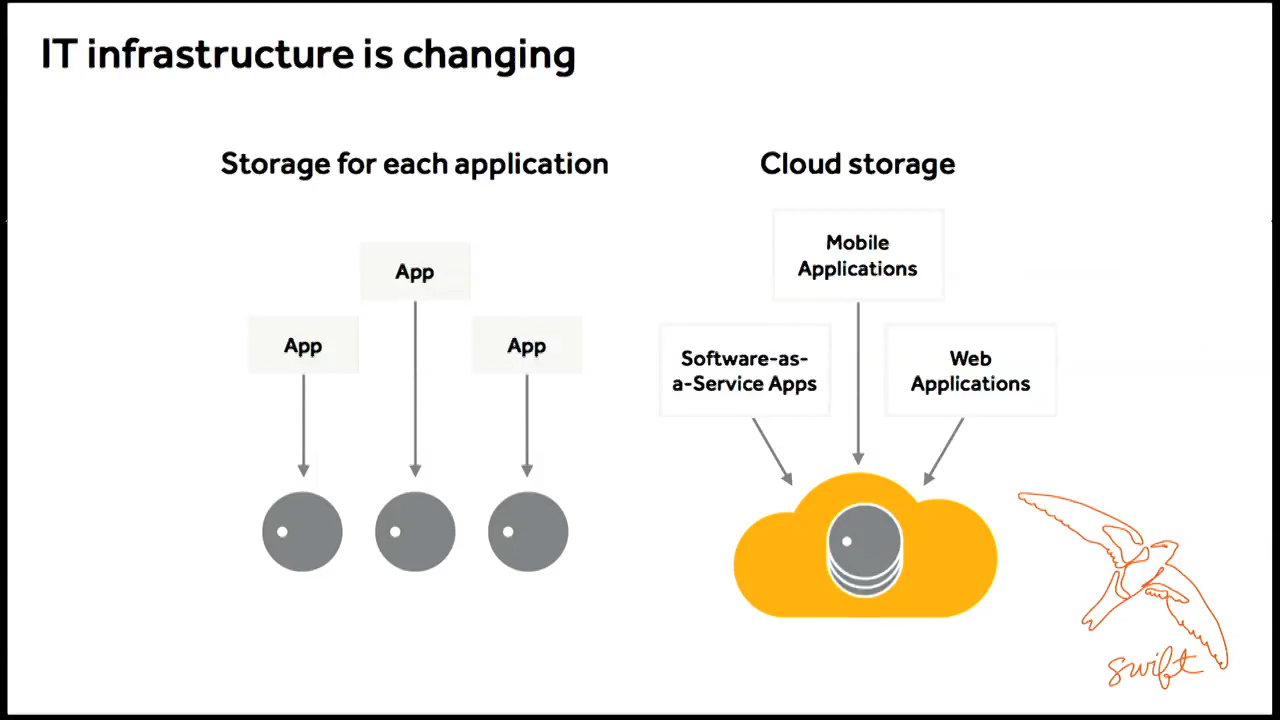 IT infrastructure is changing
Storage for each application
App
App
App
Cloud storage
Mobile
Applications
Software-as-
a-Service Apps
Web
Applications
swift